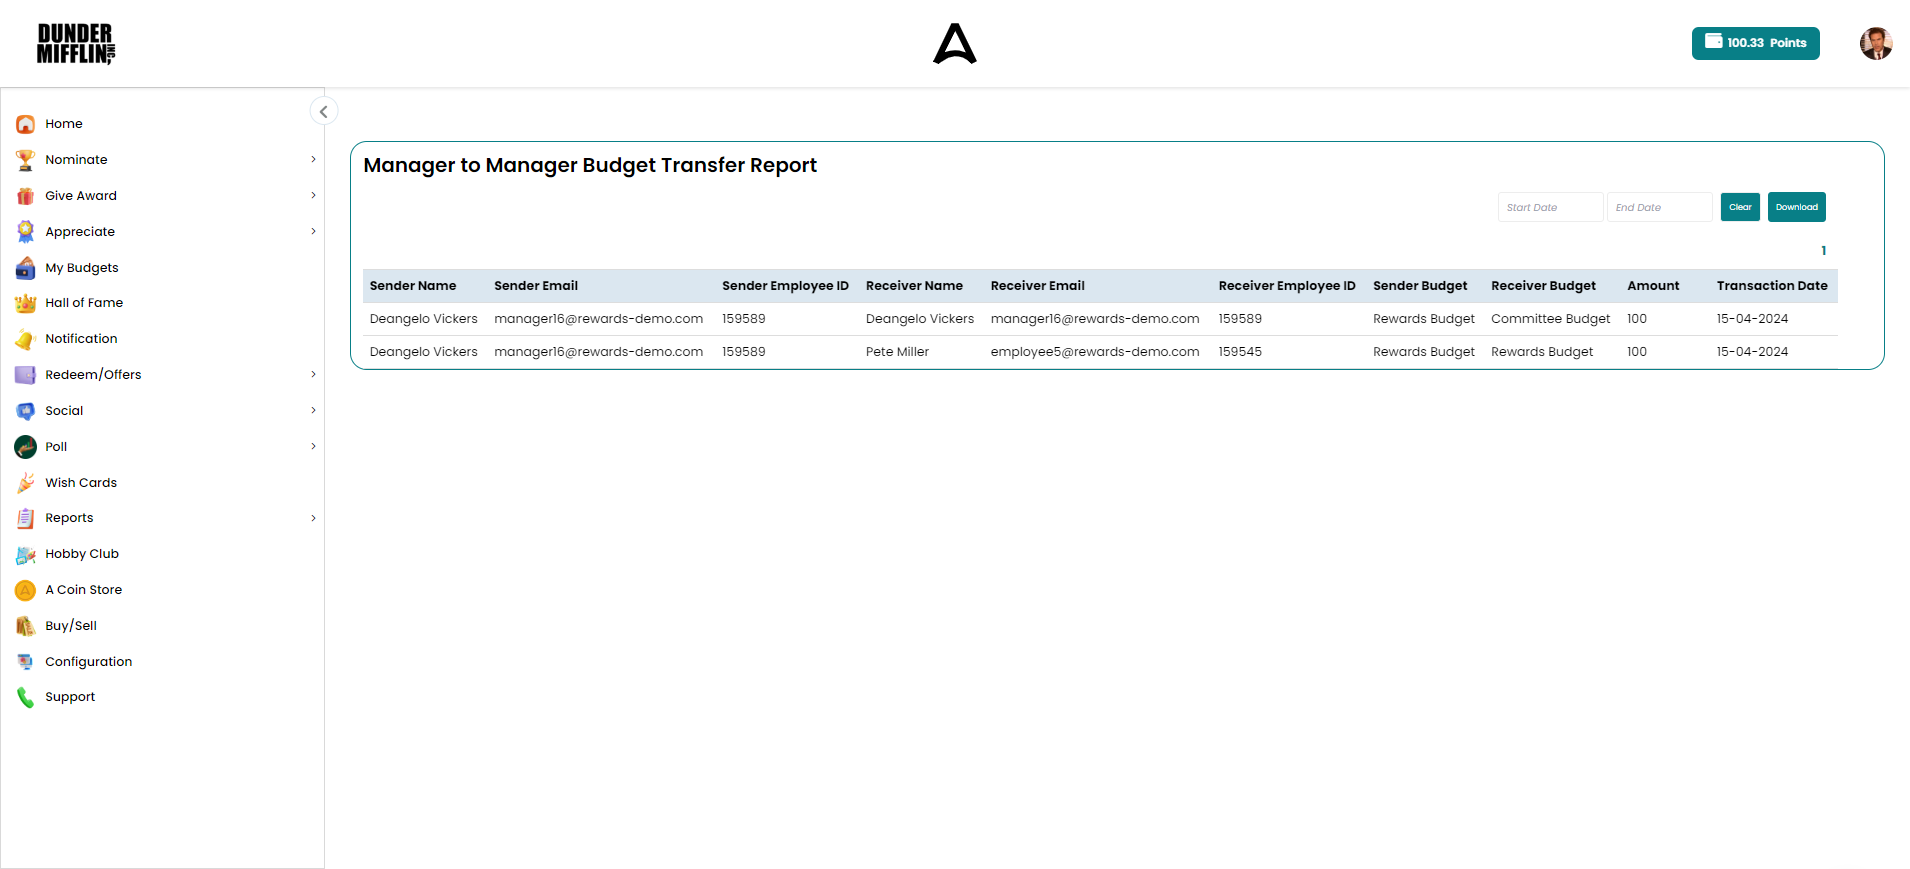 DUNDER
MIFFLIN, INC
100.33 Points
Home
Nominate
Give Award
Appreciate
My Budgets
Hall of Fame
Notification
Redeem/Offers
Social
Poll
Wish Cards
Reports
Hobby Club
A Coin Store
Buy/Sell
Configuration
Support
Manager to Manager Budget Transfer Report
Start Date End Date Clear Download
1
Sender Name Sender Email Sender Employee ID Receiver Name Receiver Email Receiver Employee ID Sender Budget Receiver Budget Amount Transaction Date
Deangelo Vickers manager16@rewards-demo.com 159589 Deangelo Vickers manager16@rewards-demo.com 159589 Rewards Budget Committee Budget 100 15-04-2024
Deangelo Vickers manager16@rewards-demo.com 159589 Pete Miller employee5@rewards-demo.com 159545 Rewards Budget Rewards Budget 100 15-04-2024